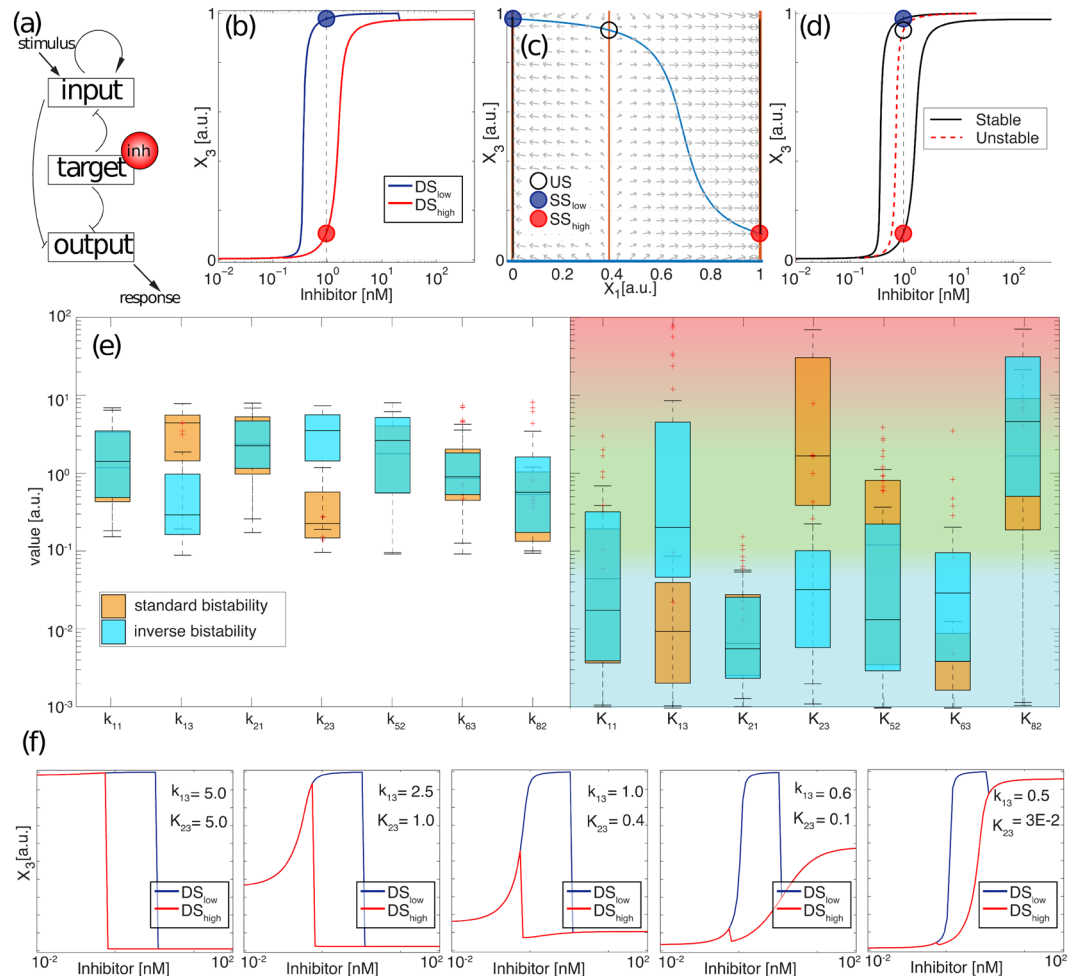 (a)
stimulus
input
target
inh
output
response
(b)
1
X3 [a.u.]
0
DSlow
DShigh
10-2 10-1 100 101 102
Inhibitor [nM]
(c)
1
X3 [a.u.]
0
US
SSlow
SShigh
0 0.2 0.4 0.6 0.8 1
X1[a.u.]
(d)
1
X3 [a.u.]
0
Stable
Unstable
10-2 10-1 100 101 102
Inhibitor [nM]
(e)
102
101
100
10-1
10-2
10-3
value [a.u.]
standard bistability
inverse bistability
k11 k13 k21 k23 k52 k63 k82 K11 K13 K21 K23 K52 K63 K82
(f)
X3[a.u.]
k13= 5.0
K23= 5.0
DSlow
DShigh
10-2 Inhibitor [nM] 102
k13= 2.5
K23= 1.0
DSlow
DShigh
10-2 Inhibitor [nM] 102
k13= 1.0
K23= 0.4
DSlow
DShigh
10-2 Inhibitor [nM] 102
k13= 0.6
K23= 0.1
DSlow
DShigh
10-2 Inhibitor [nM] 102
k13= 0.5
K23= 3E-2
DSlow
DShigh
10-2 Inhibitor [nM] 102